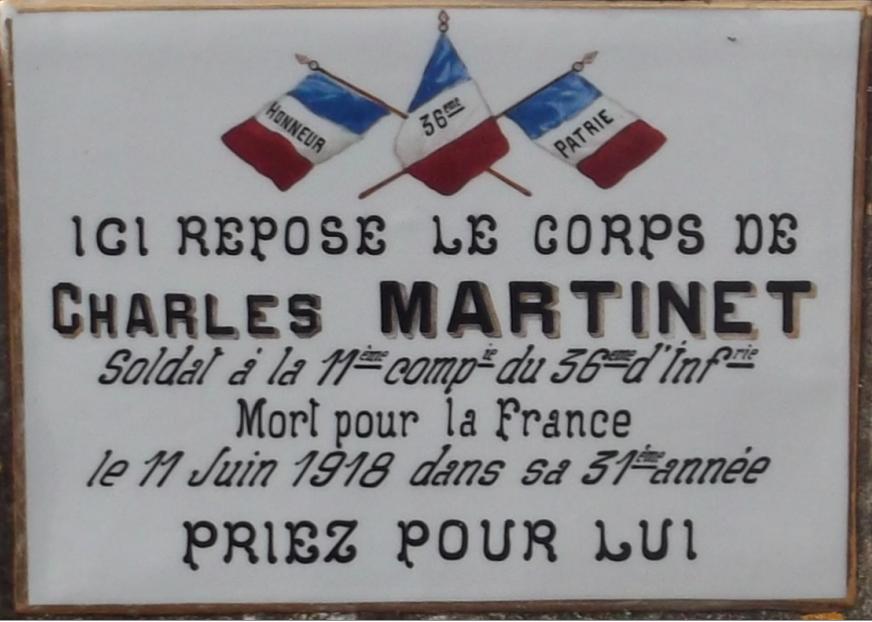 HONNEUR
36ème
PATRIE
ICI REPOSE LE CORPS DE
CHARLES MARTINET
Soldat à la 11ème compie du 36ème d'Infrie
Mort pour la France
le 11 Juin 1918 dans sa 31ème année
PRIEZ POUR LUI